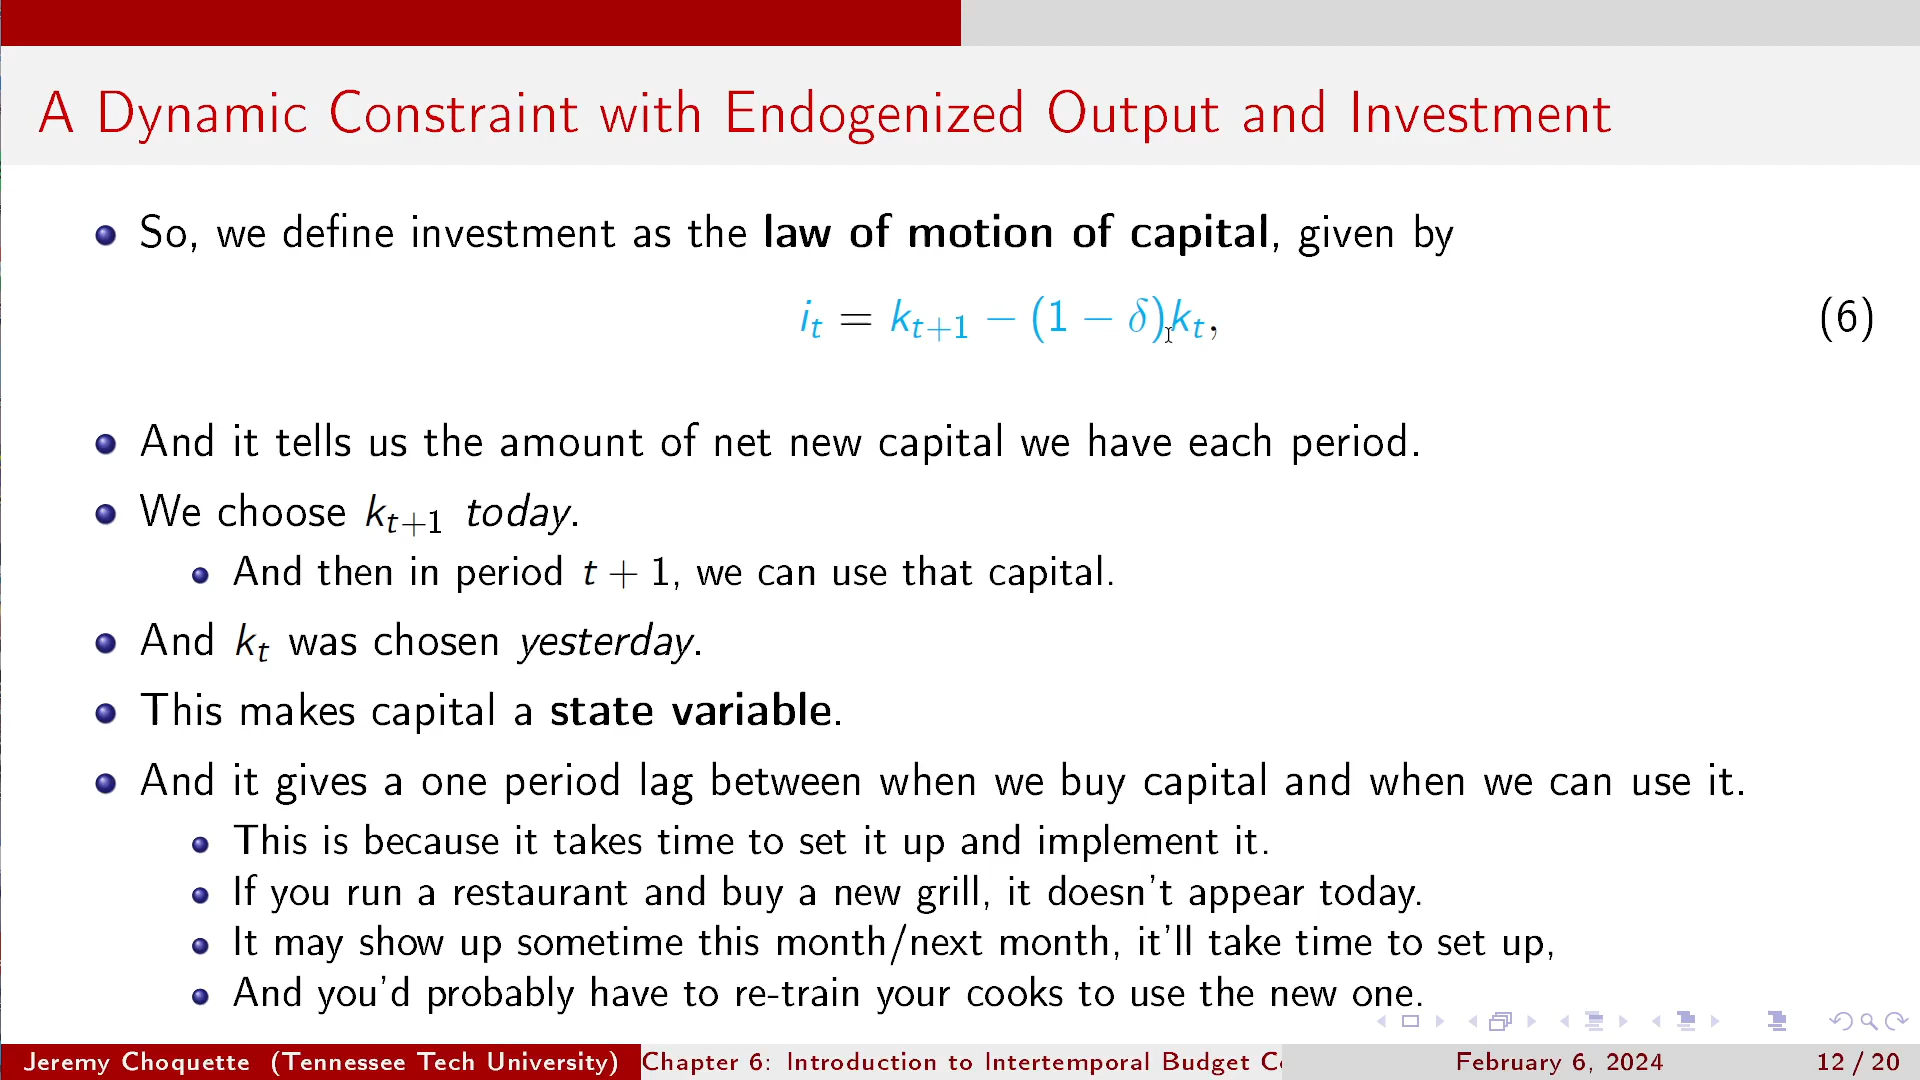 A Dynamic Constraint with Endogenized Output and Investment
So, we define investment as the law of motion of capital, given by
i_t = k_{t+1} − (1 − δ)k_t, (6)
And it tells us the amount of net new capital we have each period.
We choose k_{t+1} today.
And then in period t + 1, we can use that capital.
And k_t was chosen yesterday.
This makes capital a state variable.
And it gives a one period lag between when we buy capital and when we can use it.
This is because it takes time to set it up and implement it.
If you run a restaurant and buy a new grill, it doesn't appear today.
It may show up sometime this month/next month, it'll take time to set up,
And you'd probably have to re-train your cooks to use the new one.
Jeremy Choquette (Tennessee Tech University) Chapter 6: Introduction to Intertemporal Budget February 6, 2024 12 / 20